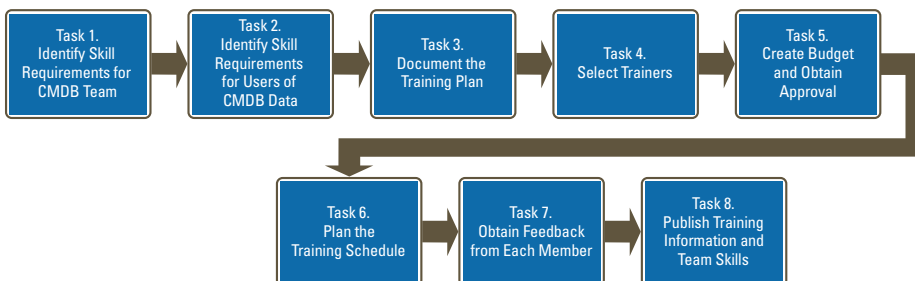 Task 1.
Identify Skill
Requirements for
CMDB Team
Task 2.
Identify Skill
Requirements
for Users of
CMDB Data
Task 3.
Document the
Training Plan
Task 4.
Select Trainers
Task 5.
Create Budget
and Obtain
Approval
Task 6.
Plan the
Training Schedule
Task 7.
Obtain Feedback
from Each Member
Task 8.
Publish Training
Information and
Team Skills